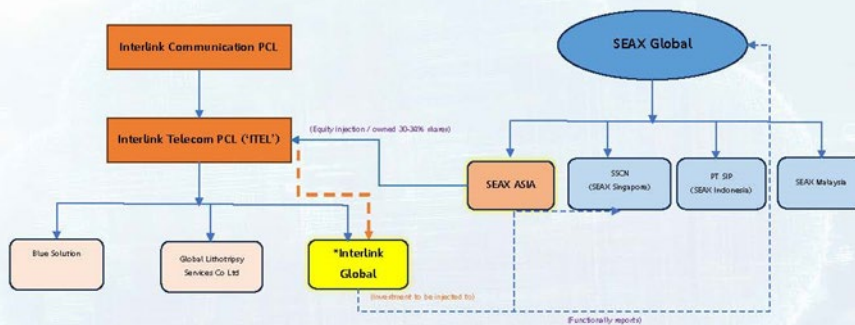 Interlink Communication PCL
SEAX Global
Interlink Telecom PCL ('ITEL')
(Equity injection / owned 20-30% shares)
SEAX ASIA
SSCN
(SEAX Singapore)
PT SIP
(SEAX Indonesia)
SEAX Malaysia
Blue Solution
Global Lithotripsy
Services Co Ltd
*Interlink
Global
(Investment to be injected to)
(Functionally reports)